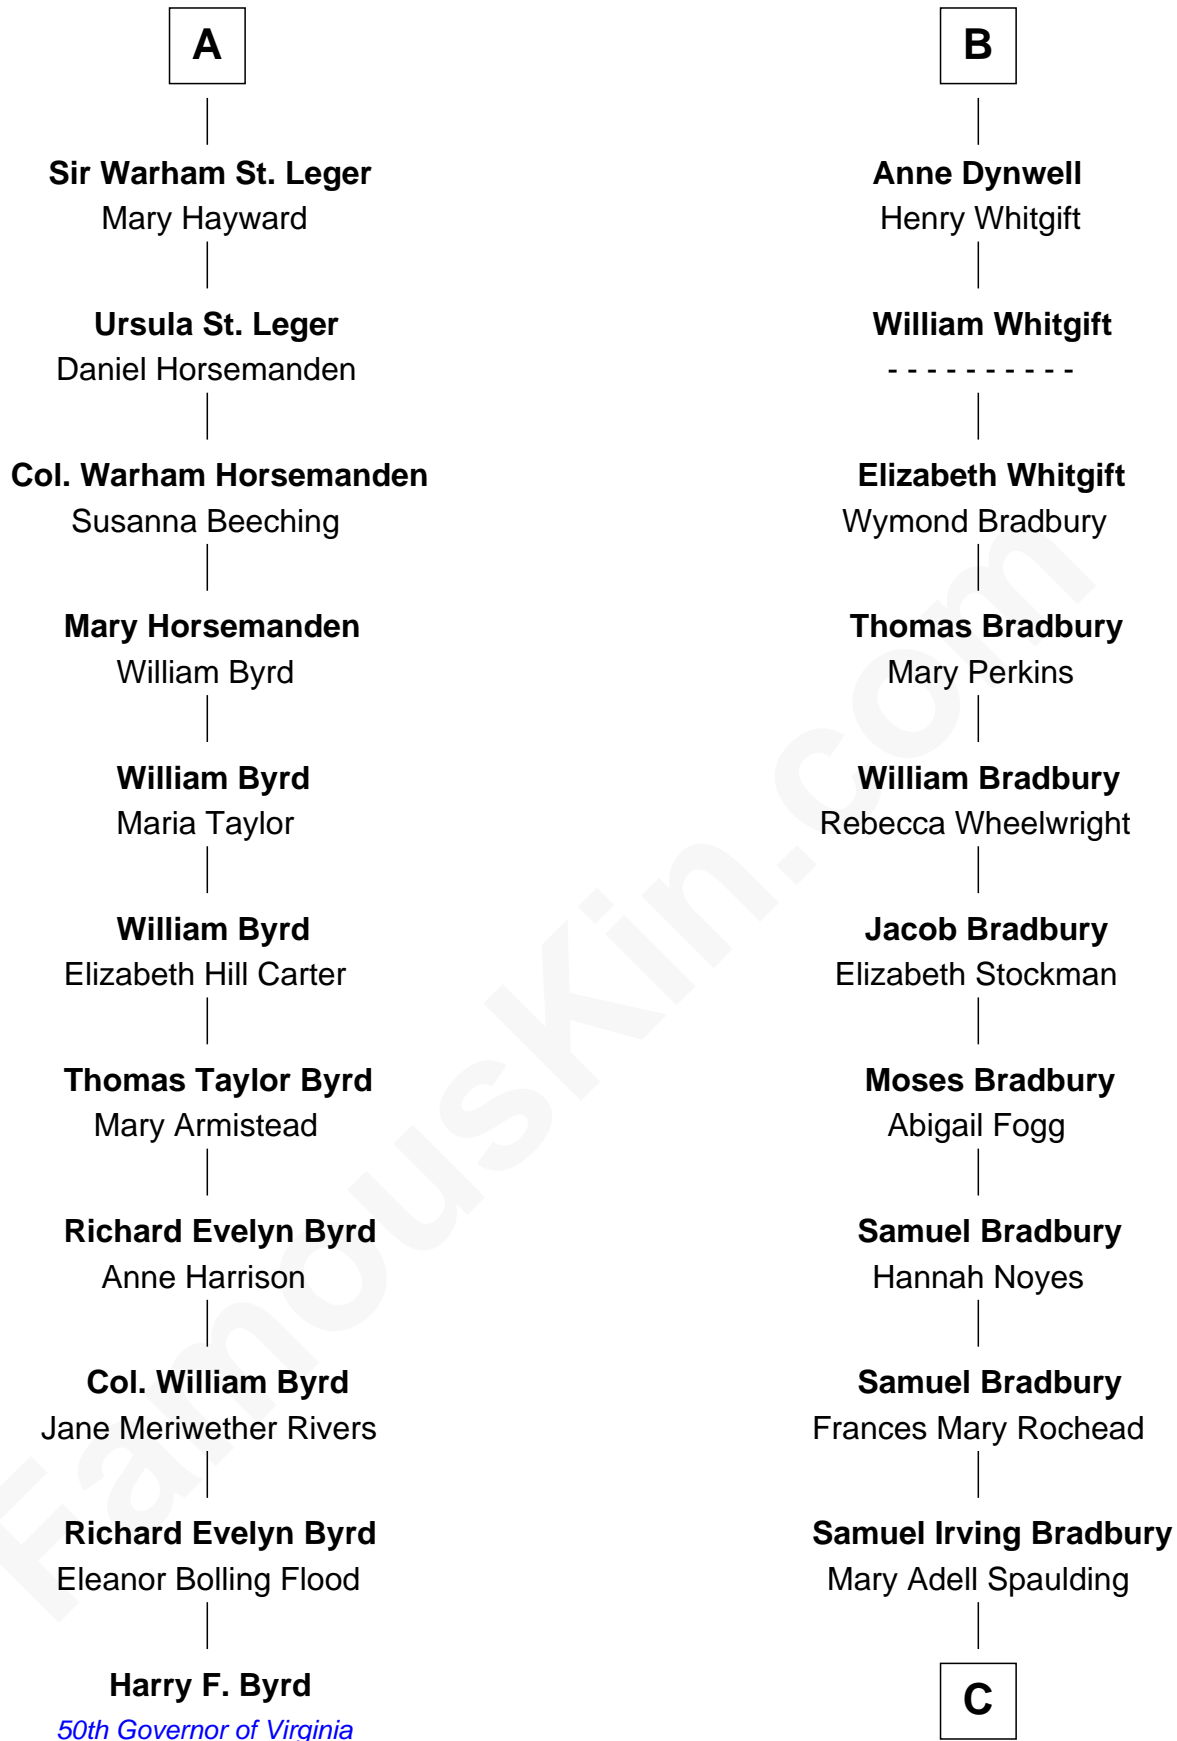 A
Sir Warham St. Leger
Mary Hayward
Ursula St. Leger
Daniel Horsemanden
Col. Warham Horsemanden
Susanna Beeching
Mary Horsemanden
William Byrd
William Byrd
Maria Taylor
William Byrd
Elizabeth Hill Carter
Thomas Taylor Byrd
Mary Armistead
Richard Evelyn Byrd
Anne Harrison
Col. William Byrd
Jane Meriwether Rivers
Richard Evelyn Byrd
Eleanor Bolling Flood
Harry F. Byrd
50th Governor of Virginia
B
Anne Dynwell
Henry Whitgift
William Whitgift
- - - - - - - - - -
Elizabeth Whitgift
Wymond Bradbury
Thomas Bradbury
Mary Perkins
William Bradbury
Rebecca Wheelwright
Jacob Bradbury
Elizabeth Stockman
Moses Bradbury
Abigail Fogg
Samuel Bradbury
Hannah Noyes
Samuel Bradbury
Frances Mary Rochead
Samuel Irving Bradbury
Mary Adell Spaulding
C
FamousKin.com